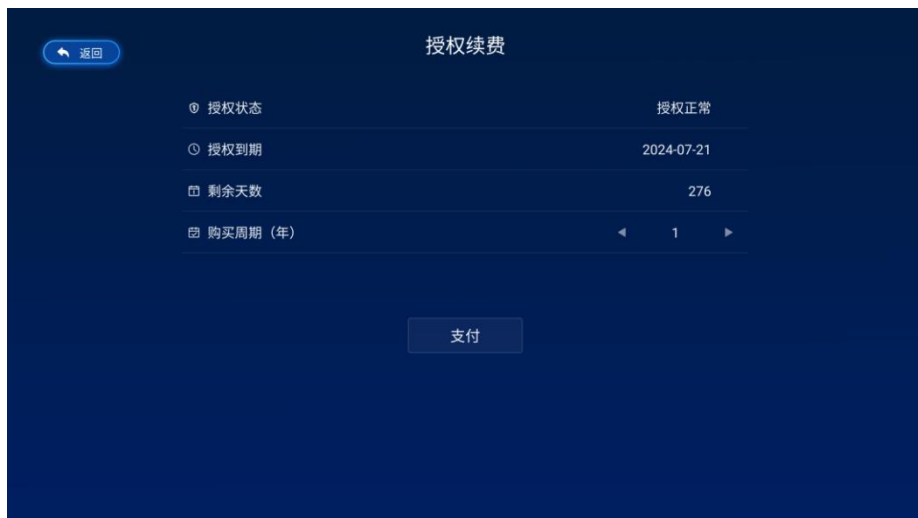 返回
授权续费
授权状态 授权正常
授权到期 2024-07-21
剩余天数 276
购买周期（年） 1
支付